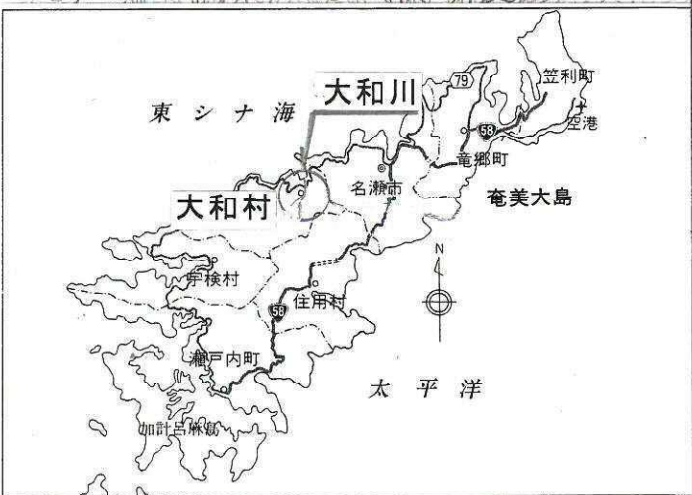 笠利町
79
大和川
東シナ海
58
空港
竜郷町
名瀬市
奄美大島
大和村
N
宇検村
住用村
58
瀬戸内町
太平洋
加計呂麻島